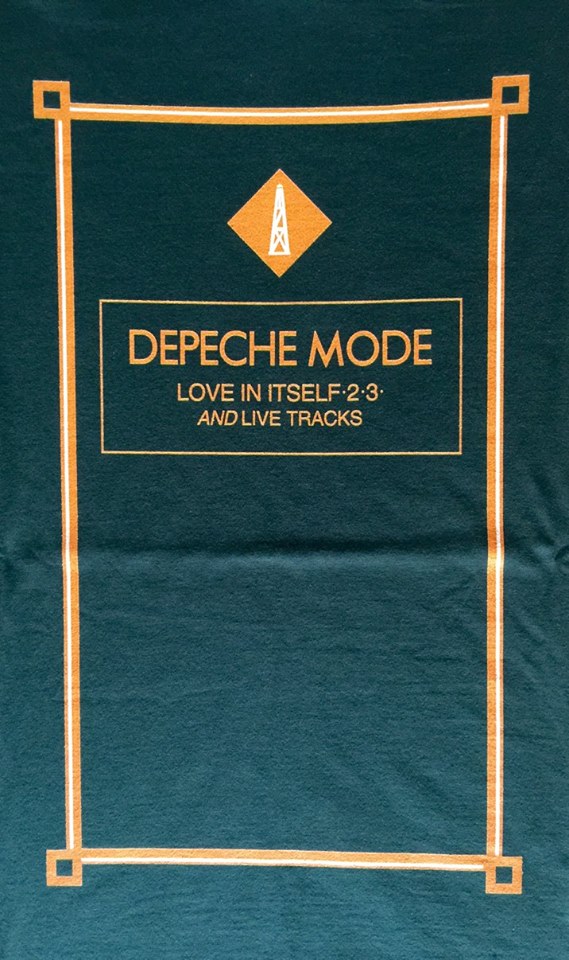 DEPECHE MODE
LOVE IN ITSELF·2·3·
AND LIVE TRACKS